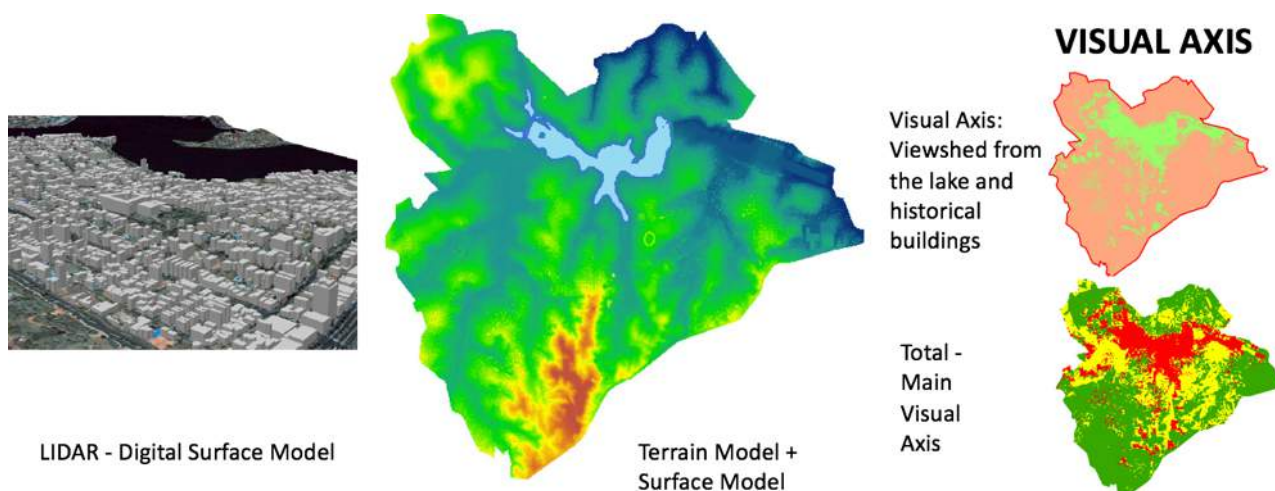 VISUAL AXIS
Visual Axis:
Viewshed from
the lake and
historical
buildings
Total -
Main
Visual
Axis
LIDAR - Digital Surface Model
Terrain Model +
Surface Model